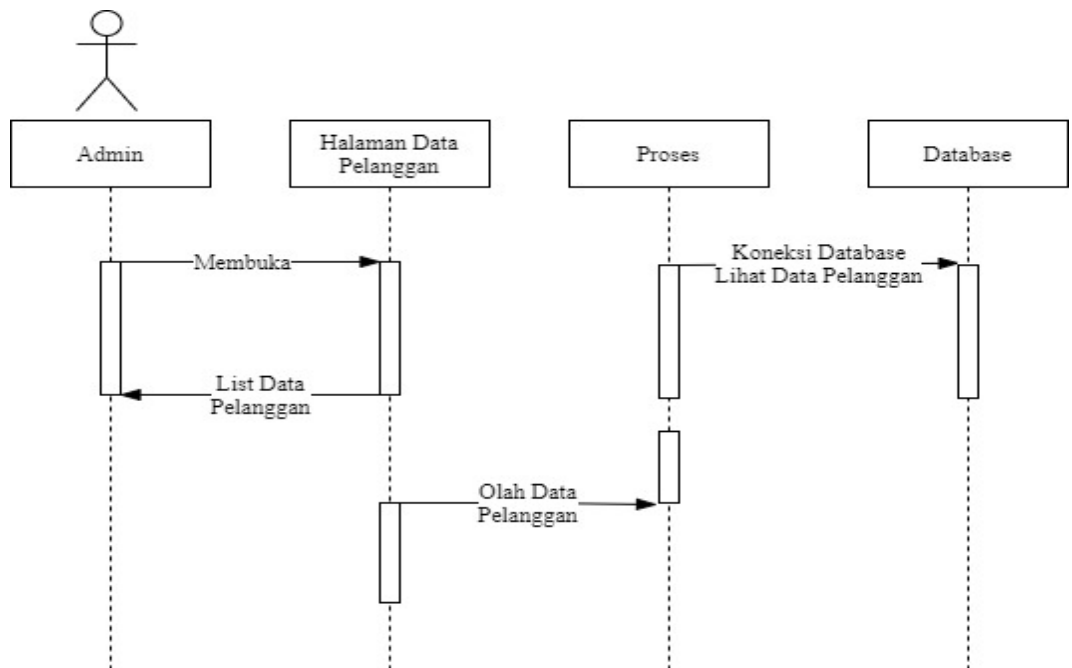 Admin
Halaman Data
Pelanggan
Proses
Database
Membuka
Koneksi Database
Lihat Data Pelanggan
List Data
Pelanggan
Olah Data
Pelanggan